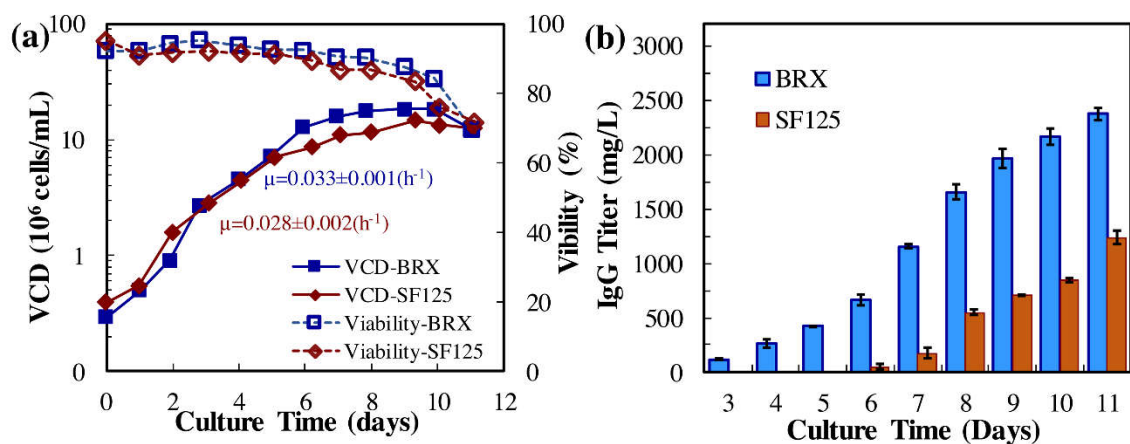 (a)
VCD (10⁶ cells/mL)
100
10
1
0
0 2 4 6 8 10 12
Culture Time (days)
100
80
60
40
20
0
Vibility (%)
μ=0.033±0.001(h⁻¹)
μ=0.028±0.002(h⁻¹)
VCD-BRX
VCD-SF125
Viability-BRX
Viability-SF125
(b)
IgG Titer (mg/L)
3000
2500
2000
1250
1000
500
0
3 4 5 6 7 8 9 10 11
Culture Time (Days)
BRX
SF125